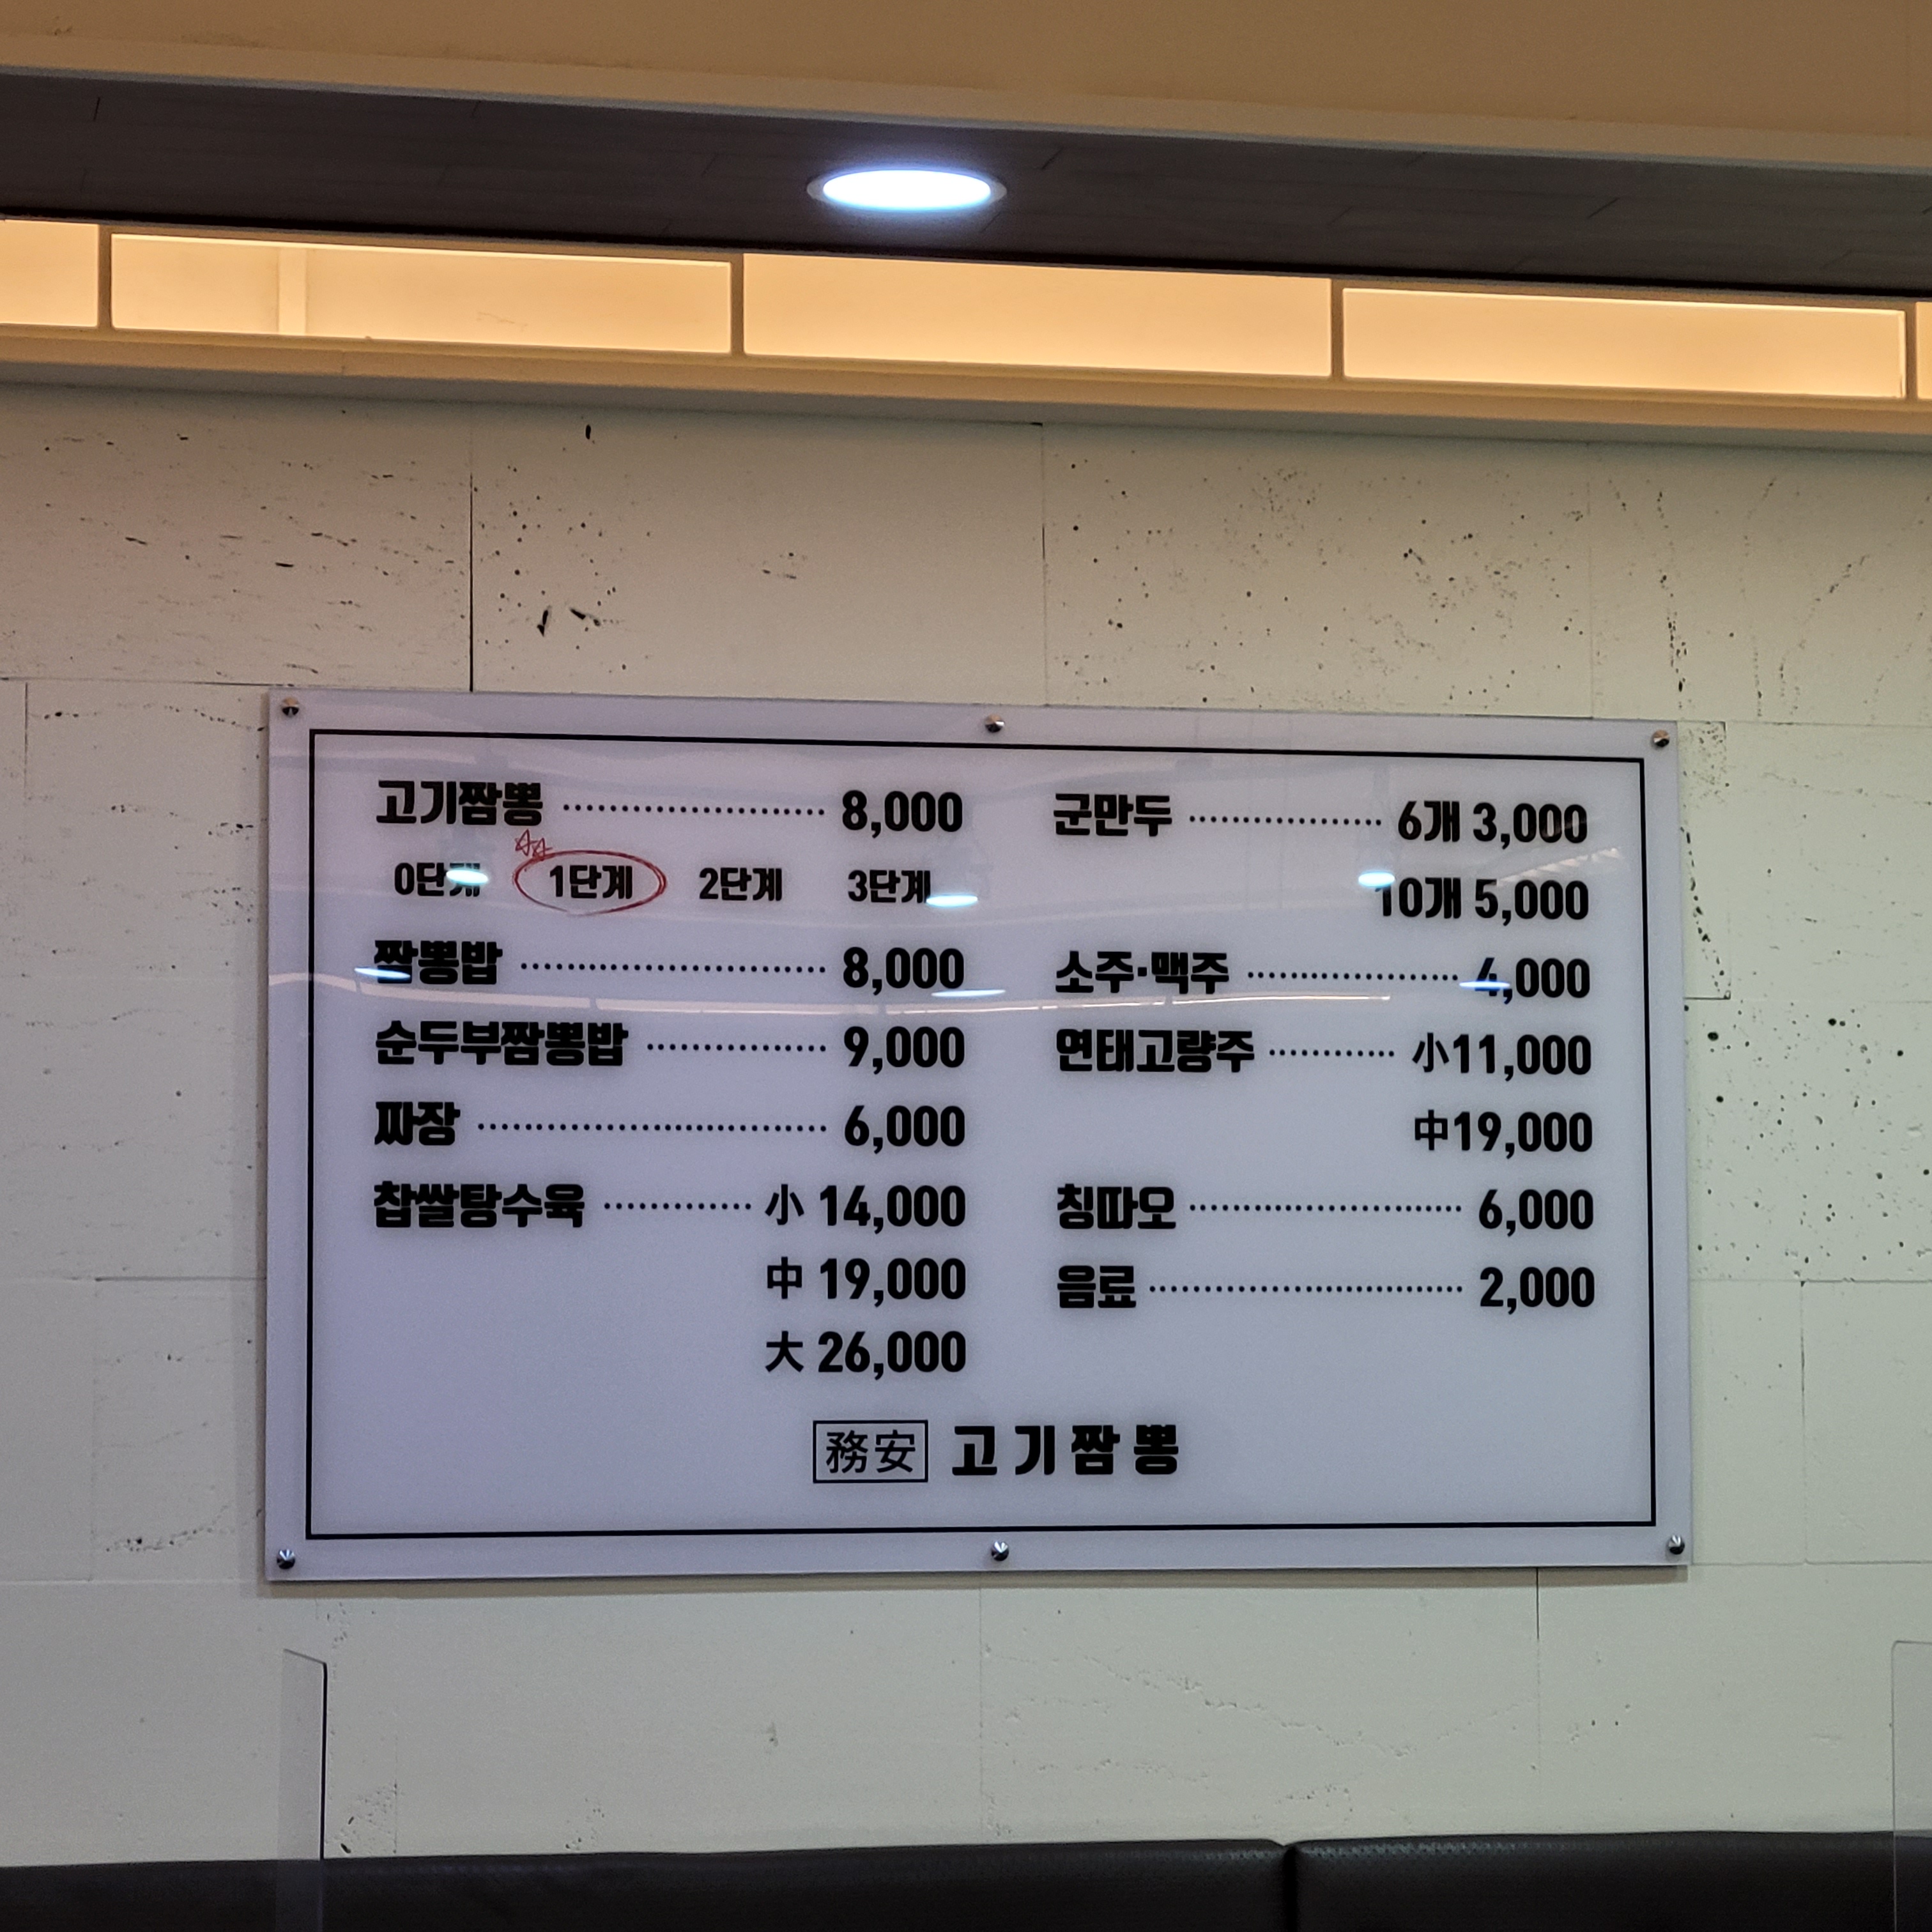 고기짬뽕 8,000
0단계 1단계 2단계 3단계
짬뽕밥 8,000
순두부짬뽕밥 9,000
짜장 6,000
찹쌀탕수육 小 14,000
中 19,000
大 26,000
군만두 6개 3,000
10개 5,000
소주·맥주 4,000
연태고량주 小11,000
中19,000
칭따오 6,000
음료 2,000
務安 고기짬뽕